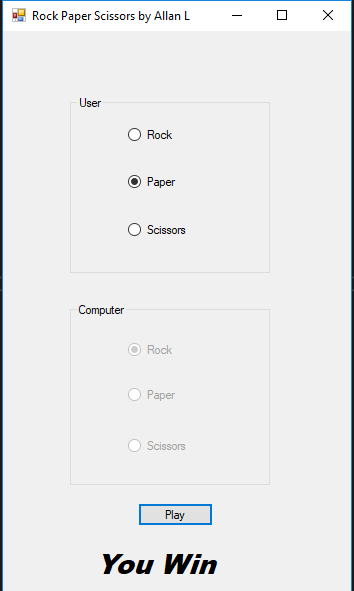 Rock Paper Scissors by Allan L
User
Rock
Paper
Scissors
Computer
Rock
Paper
Scissors
Play
You Win